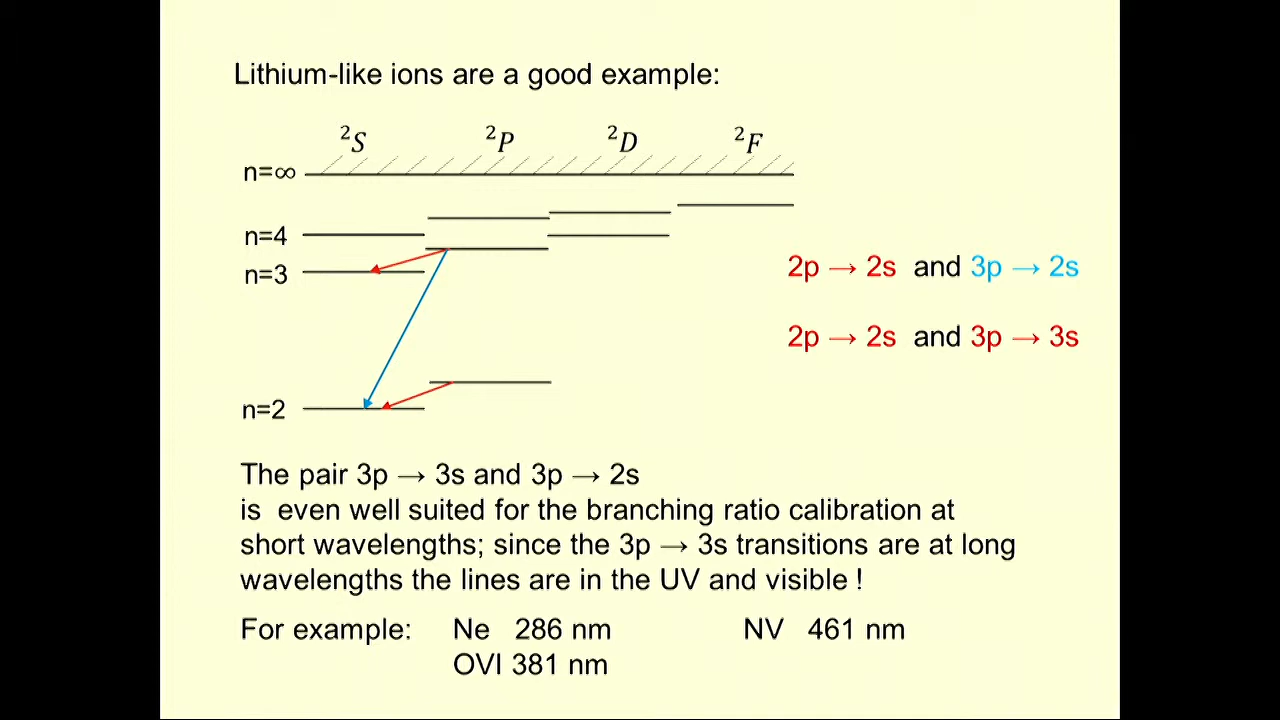 Lithium-like ions are a good example:
²S ²P ²D ²F
n=∞
n=4
n=3
2p → 2s and 3p → 2s
2p → 2s and 3p → 3s
n=2
The pair 3p → 3s and 3p → 2s
is even well suited for the branching ratio calibration at
short wavelengths; since the 3p → 3s transitions are at long
wavelengths the lines are in the UV and visible !
For example: Ne 286 nm NV 461 nm
OVI 381 nm